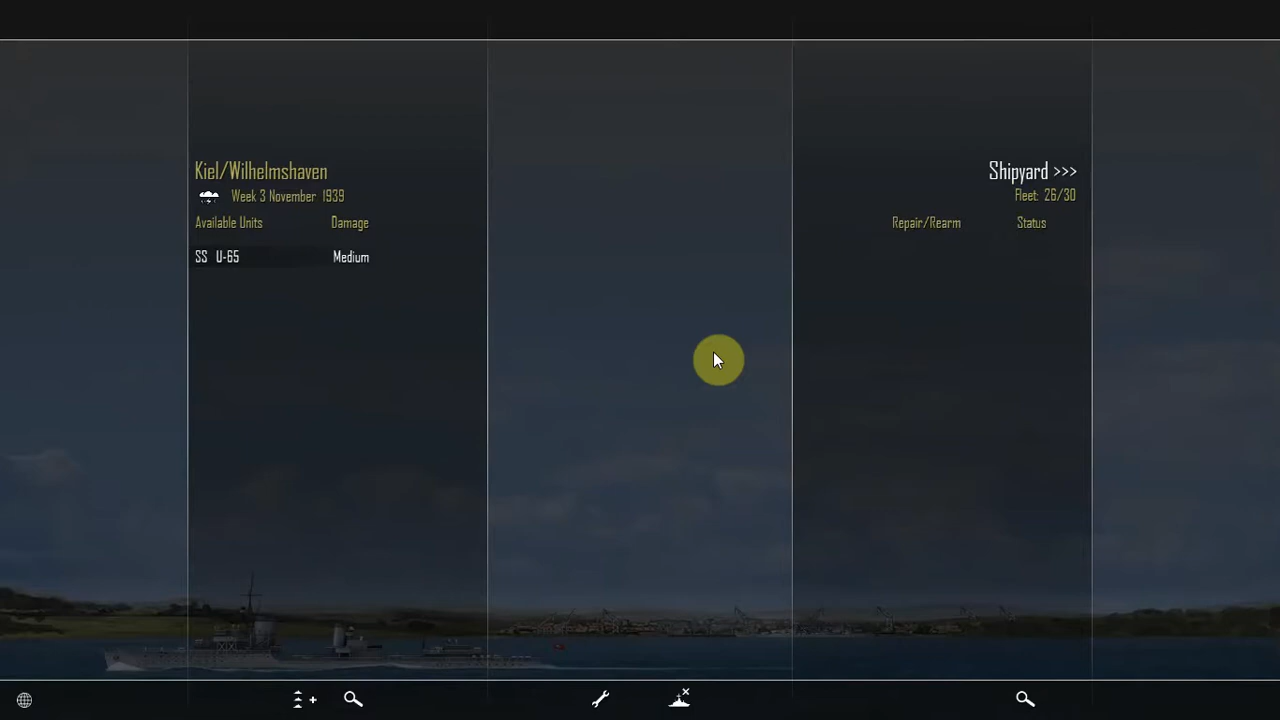 Kiel/Wilhelmshaven
Week 3 November 1939
Available Units Damage
SS U-65 Medium
Shipyard >>>
Fleet: 26/30
Repair/Rearm Status